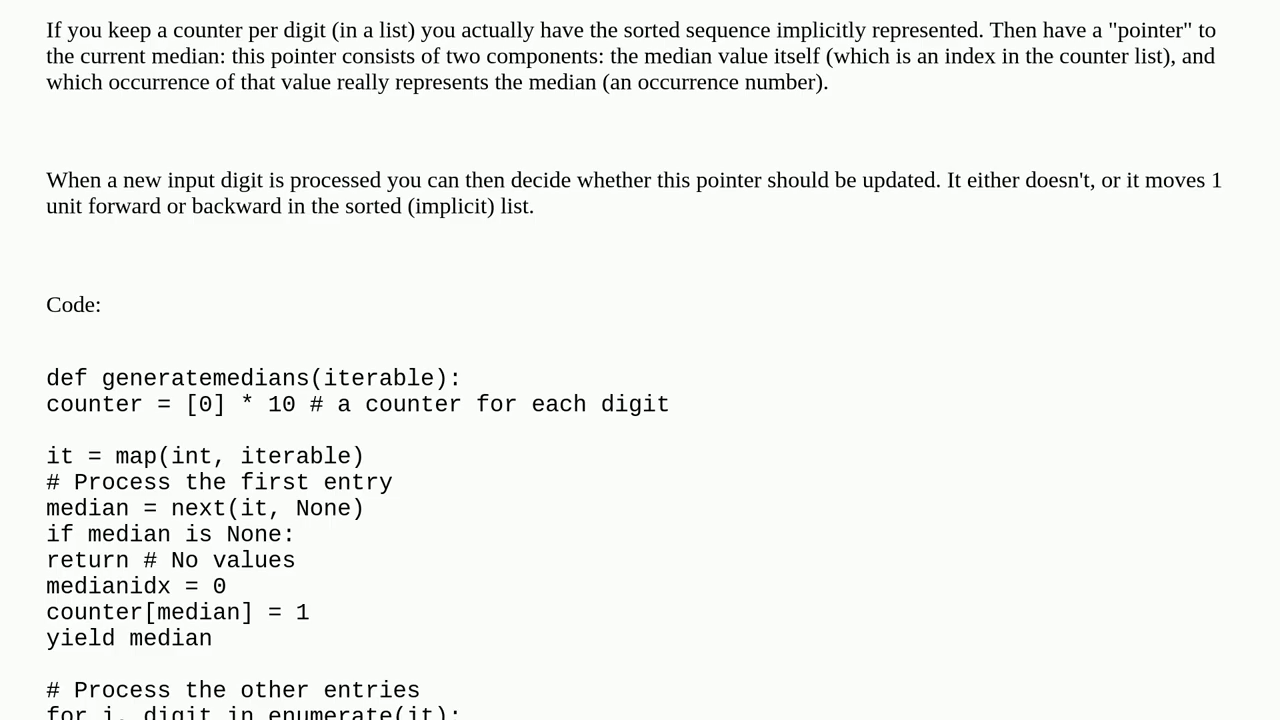 If you keep a counter per digit (in a list) you actually have the sorted sequence implicitly represented. Then have a "pointer" to
the current median: this pointer consists of two components: the median value itself (which is an index in the counter list), and
which occurrence of that value really represents the median (an occurrence number).
When a new input digit is processed you can then decide whether this pointer should be updated. It either doesn't, or it moves 1
unit forward or backward in the sorted (implicit) list.
Code:
def generatemedians(iterable):
counter = [0] * 10 # a counter for each digit
it = map(int, iterable)
# Process the first entry
median = next(it, None)
if median is None:
return # No values
medianidx = 0
counter[median] = 1
yield median
# Process the other entries
for i, digit in enumerate(it):